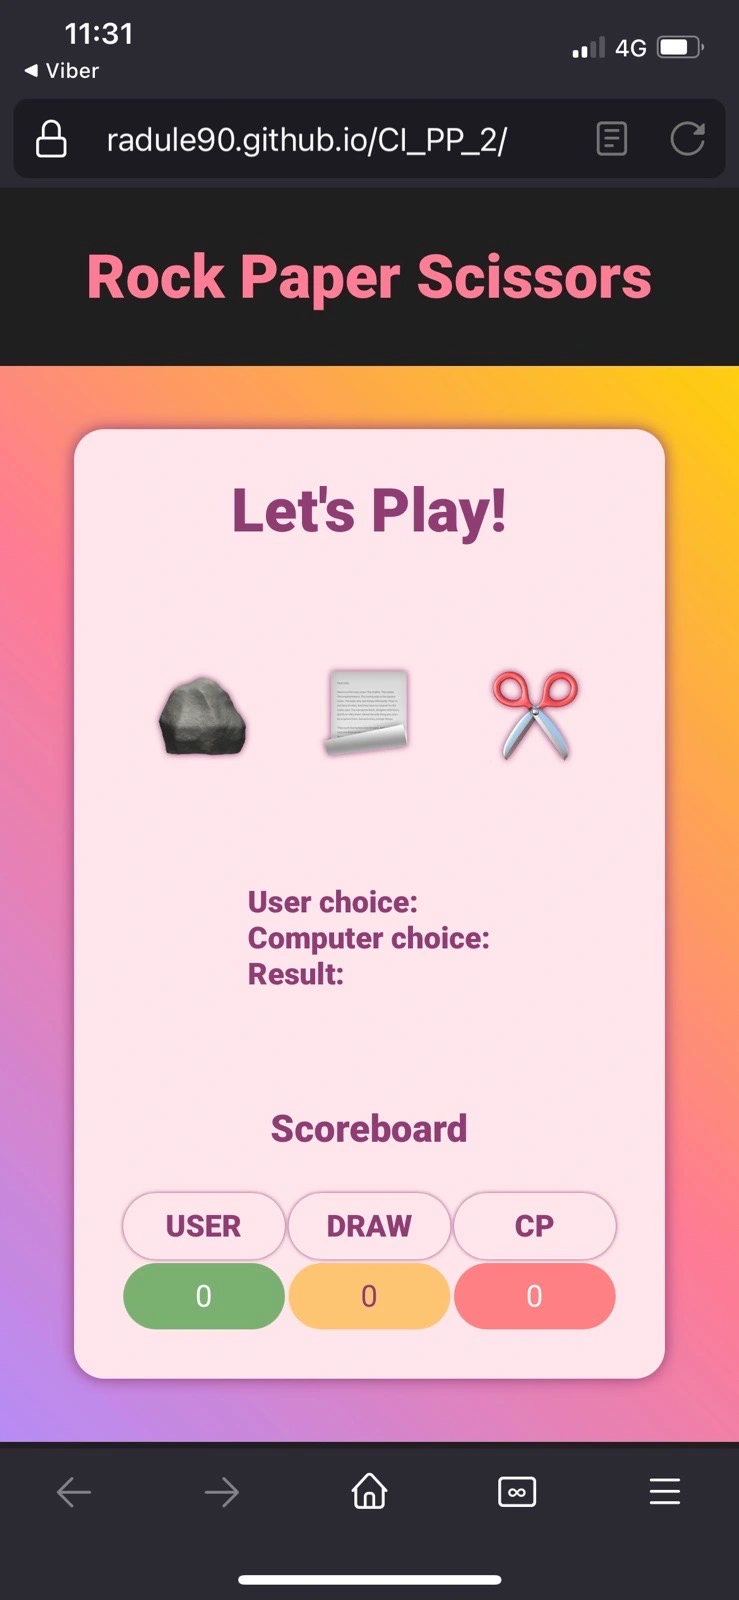 11:31
◀ Viber
4G
radule90.github.io/CI_PP_2/
Rock Paper Scissors
Let's Play!
User choice:
Computer choice:
Result:
Scoreboard
USER DRAW CP
0 0 0